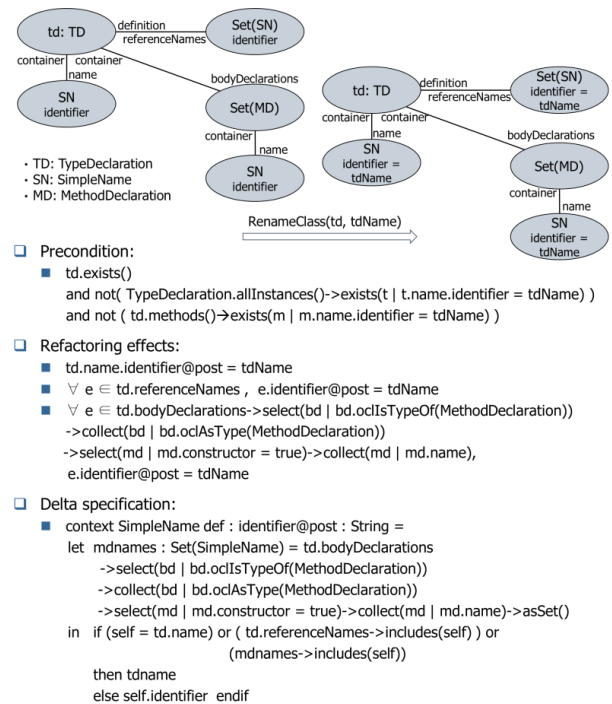 td: TD
definition
referenceNames
Set(SN)
identifier
container
container
name
SN
identifier
bodyDeclarations
Set(MD)
container
name
SN
identifier
• TD: TypeDeclaration
• SN: SimpleName
• MD: MethodDeclaration
td: TD
definition
referenceNames
Set(SN)
identifier =
tdName
container
container
name
SN
identifier =
tdName
bodyDeclarations
Set(MD)
container
name
SN
identifier =
tdName
RenameClass(td, tdName)
Precondition:
td.exists()
and not( TypeDeclaration.allInstances()->exists(t | t.name.identifier = tdName) )
and not ( td.methods()→exists(m | m.name.identifier = tdName) )
Refactoring effects:
td.name.identifier@post = tdName
∀ e ∈ td.referenceNames , e.identifier@post = tdName
∀ e ∈ td.bodyDeclarations->select(bd | bd.oclIsTypeOf(MethodDeclaration))
->collect(bd | bd.oclAsType(MethodDeclaration))
->select(md | md.constructor = true)->collect(md | md.name),
e.identifier@post = tdName
Delta specification:
context SimpleName def : identifier@post : String =
let mdnames : Set(SimpleName) = td.bodyDeclarations
->select(bd | bd.oclIsTypeOf(MethodDeclaration))
->collect(bd | bd.oclAsType(MethodDeclaration))
->select(md | md.constructor = true)->collect(md | md.name)->asSet()
in if (self = td.name) or ( td.referenceNames->includes(self) ) or
(mdnames->includes(self))
then tdname
else self.identifier endif